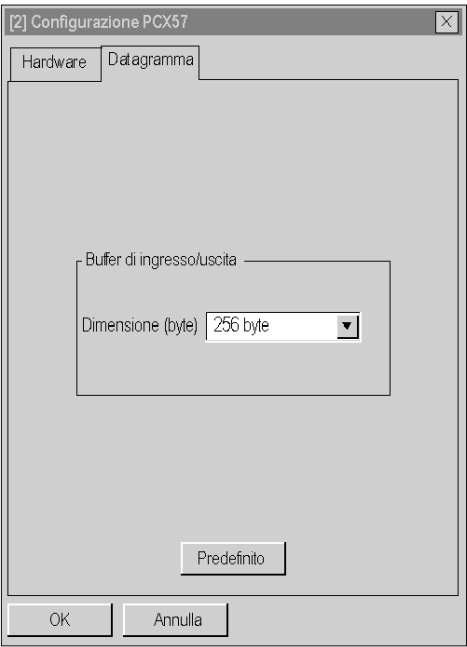 [2] Configurazione PCX57
Hardware Datagramma
Buffer di ingresso/uscita
Dimensione (byte) 256 byte
Predefinito
OK Annulla